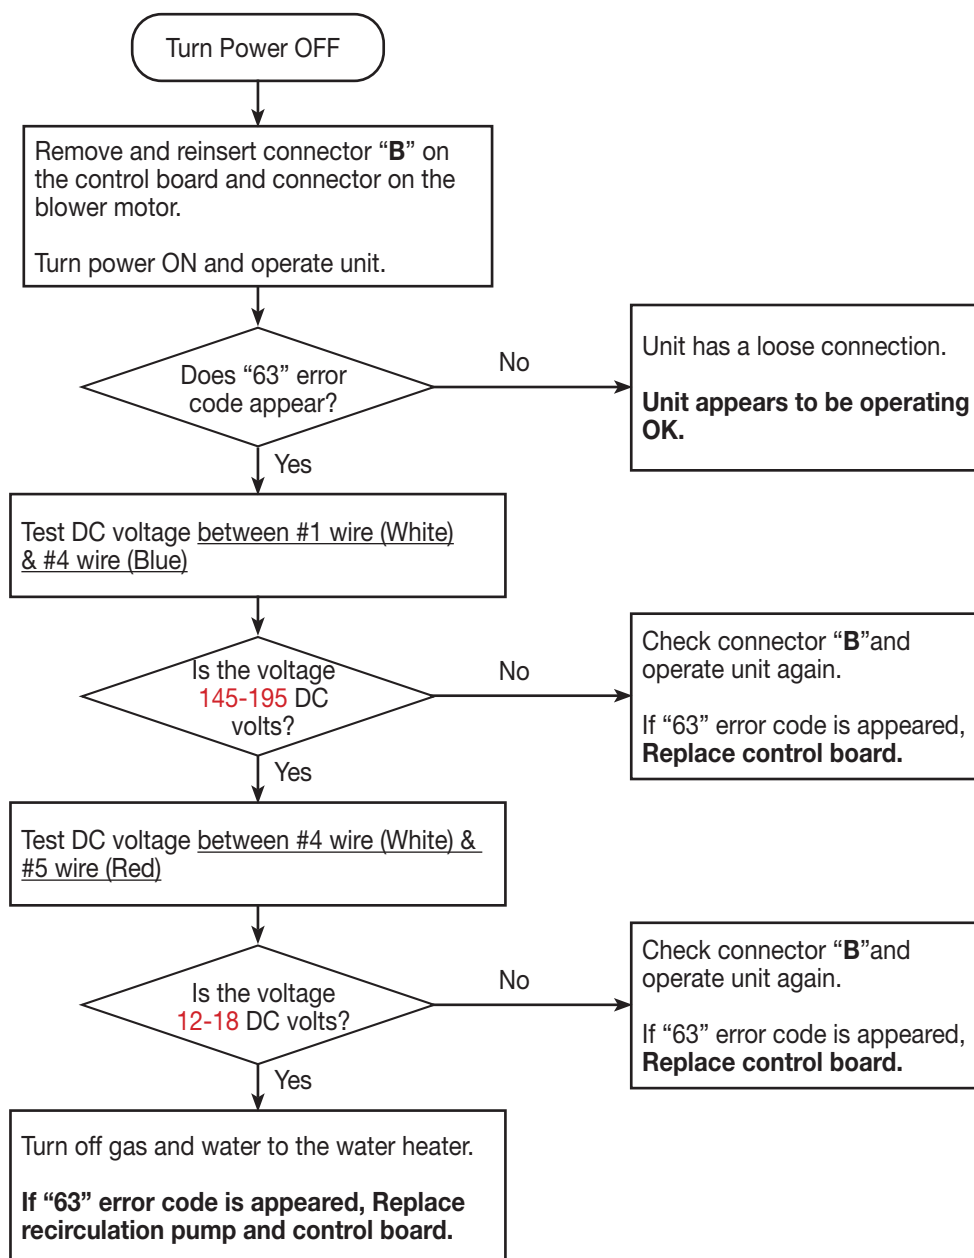 Turn Power OFF
Remove and reinsert connector “B” on
the control board and connector on the
blower motor.
Turn power ON and operate unit.
Does “63” error
code appear?
No
Unit has a loose connection.
Unit appears to be operating
OK.
Yes
Test DC voltage between #1 wire (White)
& #4 wire (Blue)
Is the voltage
145-195 DC
volts?
No
Check connector “B”and
operate unit again.
If “63” error code is appeared,
Replace control board.
Yes
Test DC voltage between #4 wire (White) &
#5 wire (Red)
Is the voltage
12-18 DC volts?
No
Check connector “B”and
operate unit again.
If “63” error code is appeared,
Replace control board.
Yes
Turn off gas and water to the water heater.
If “63” error code is appeared, Replace
recirculation pump and control board.